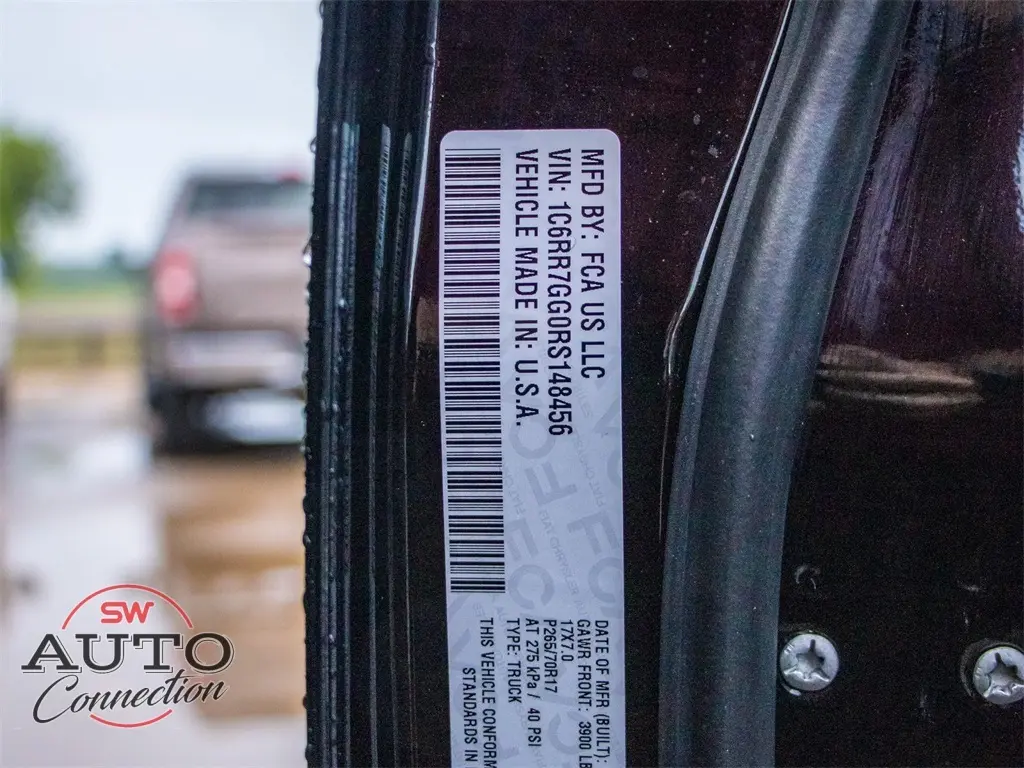 MFD BY: FCA US LLC
VIN: 1C6RR7GG0RS148456
VEHICLE MADE IN: U.S.A.
DATE OF MFR (BUILT):
GAWR FRONT: 3900 LB
17X7.0
P265/70R17
AT 275 kPa / 40 PSI
TYPE: TRUCK
THIS VEHICLE CONFORM
STANDARDS IN
SW
AUTO
Connection